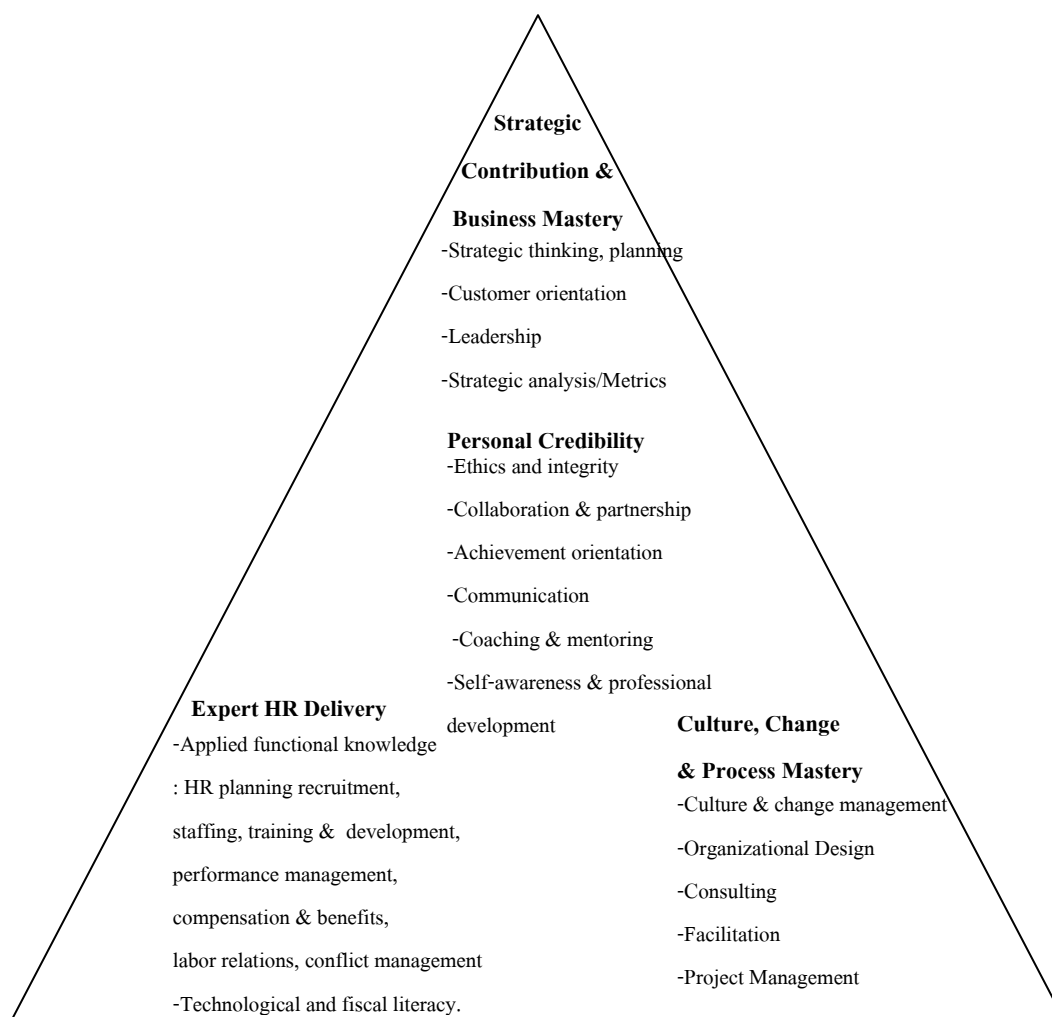 Strategic
Contribution &
Business Mastery
-Strategic thinking, planning
-Customer orientation
-Leadership
-Strategic analysis/Metrics
Personal Credibility
-Ethics and integrity
-Collaboration & partnership
-Achievement orientation
-Communication
-Coaching & mentoring
-Self-awareness & professional
development
Expert HR Delivery
-Applied functional knowledge
: HR planning recruitment,
staffing, training & development,
performance management,
compensation & benefits,
labor relations, conflict management
-Technological and fiscal literacy.
Culture, Change
& Process Mastery
-Culture & change management
-Organizational Design
-Consulting
-Facilitation
-Project Management